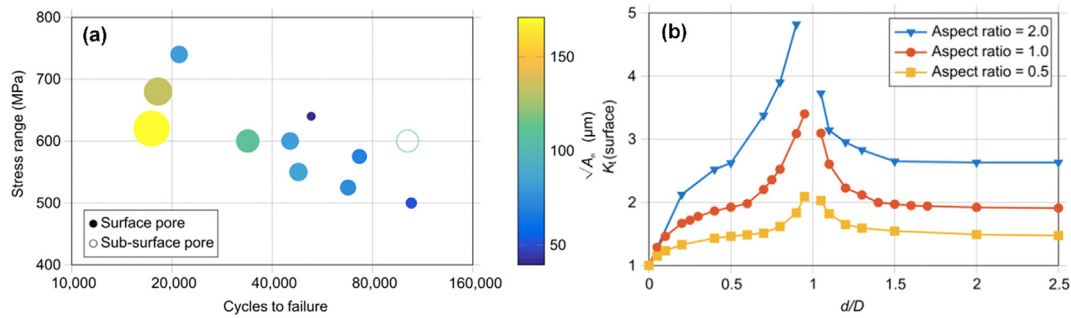 (a)
Stress range (MPa)
800
700
600
500
400
10,000 20,000 40,000 80,000 160,000
Cycles to failure
Surface pore
Sub-surface pore
150
100
50
√Aₙ (μm)
(b)
Kₜ (surface)
5
4
3
2
1
0 0.5 1 1.5 2 2.5
d/D
Aspect ratio = 2.0
Aspect ratio = 1.0
Aspect ratio = 0.5